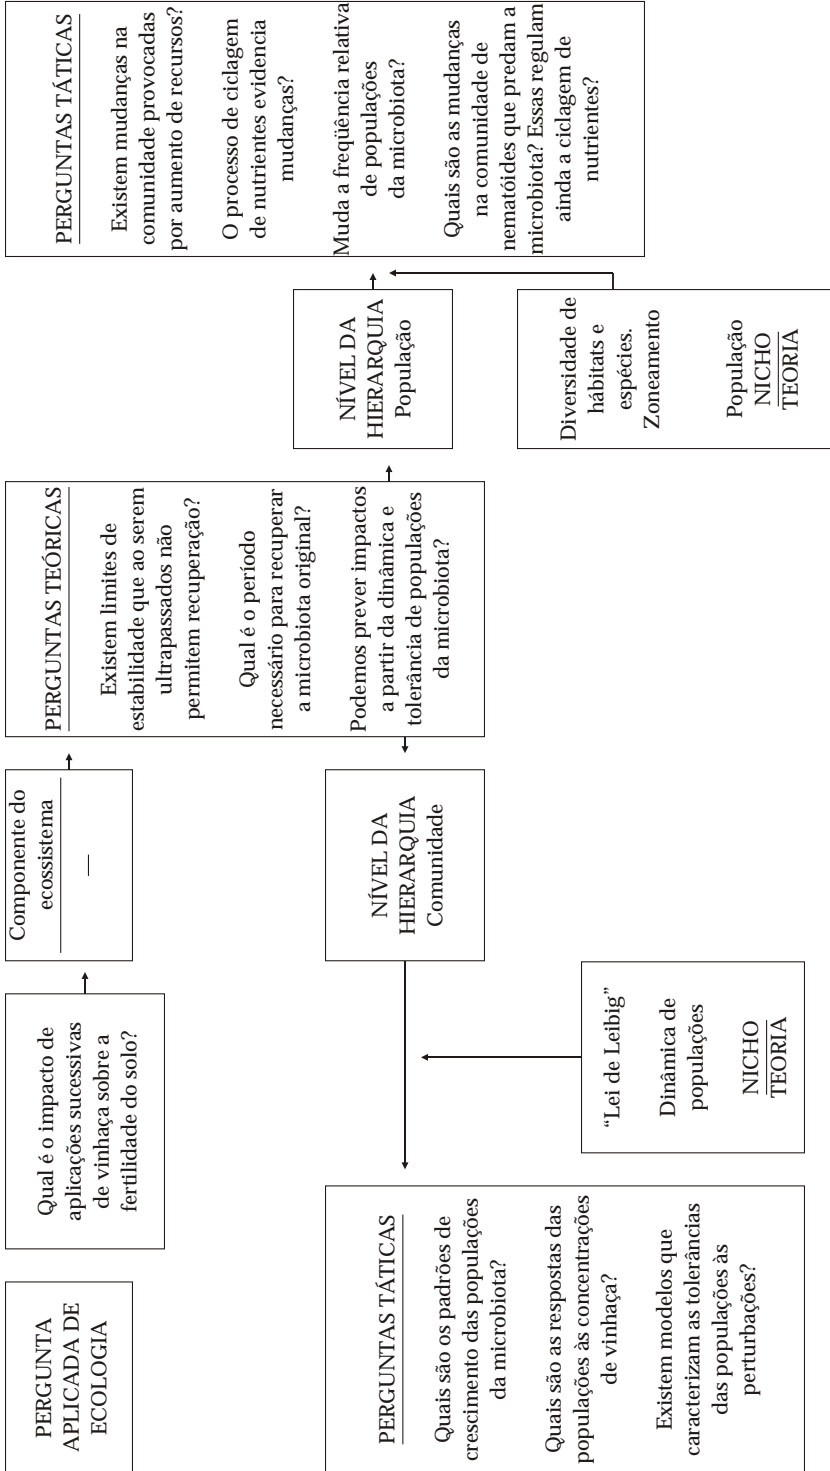 PERGUNTA
APLICADA DE
ECOLOGIA
Qual é o impacto de
aplicações sucessivas
de vinhaça sobre a
fertilidade do solo?
Componente do
ecossistema
—
PERGUNTAS TEÓRICAS
Existem limites de
estabilidade que ao serem
ultrapassados não
permitem recuperação?
Qual é o período
necessário para recuperar
a microbiota original?
Podemos prever impactos
a partir da dinâmica e
tolerância de populações
da microbiota?
NÍVEL DA
HIERARQUIA
Comunidade
NÍVEL DA
HIERARQUIA
População
PERGUNTAS TÁTICAS
Existem mudanças na
comunidade provocadas
por aumento de recursos?
O processo de ciclagem
de nutrientes evidencia
mudanças?
Muda a freqüência relativa
de populações
da microbiota?
Quais são as mudanças
na comunidade de
nematóides que predam a
microbiota? Essas regulam
ainda a ciclagem de
nutrientes?
PERGUNTAS TÁTICAS
Quais são os padrões de
crescimento das populações
da microbiota?
Quais são as respostas das
populações às concentrações
de vinhaça?
Existem modelos que
caracterizam as tolerâncias
das populações às
perturbações?
“Lei de Leibig”
Dinâmica de
populações
NICHO
TEORIA
Diversidade de
hábitats e
espécies.
Zoneamento
População
NICHO
TEORIA